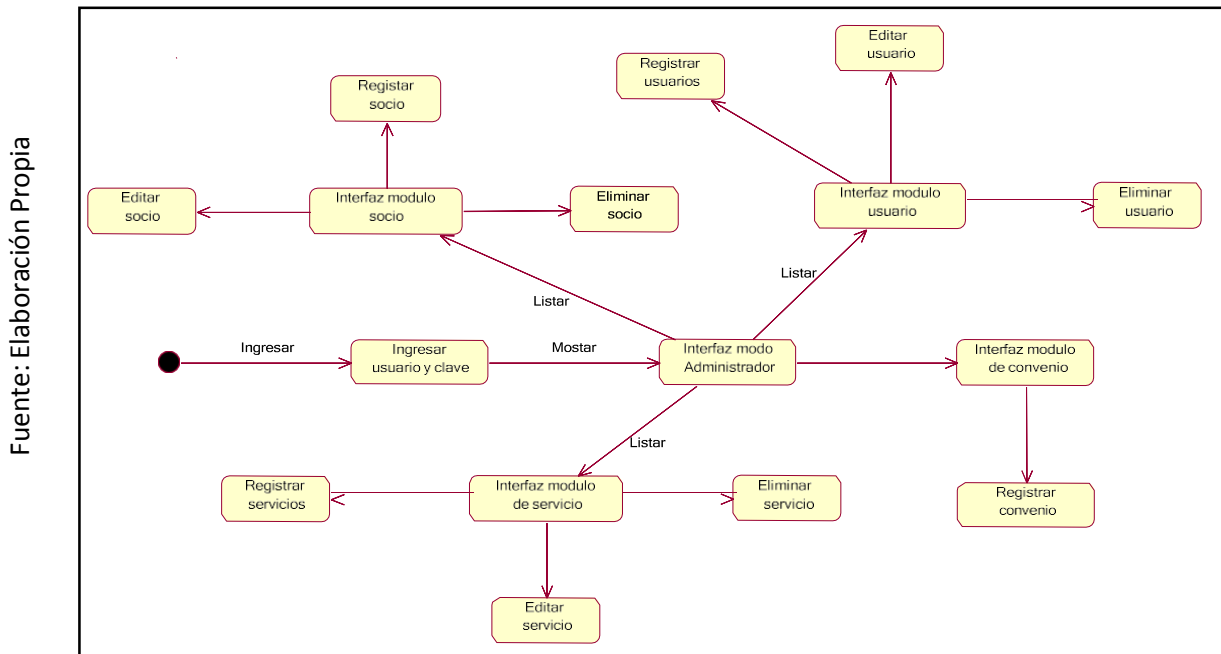 Fuente: Elaboración Propia
Editar
usuario
Registrar
usuarios
Registar
socio
Editar
socio
Interfaz modulo
socio
Eliminar
socio
Interfaz modulo
usuario
Eliminar
usuario
Listar
Listar
Ingresar
Ingresar
usuario y clave
Mostar
Interfaz modo
Administrador
Interfaz modulo
de convenio
Listar
Registrar
servicios
Interfaz modulo
de servicio
Eliminar
servicio
Registrar
convenio
Editar
servicio